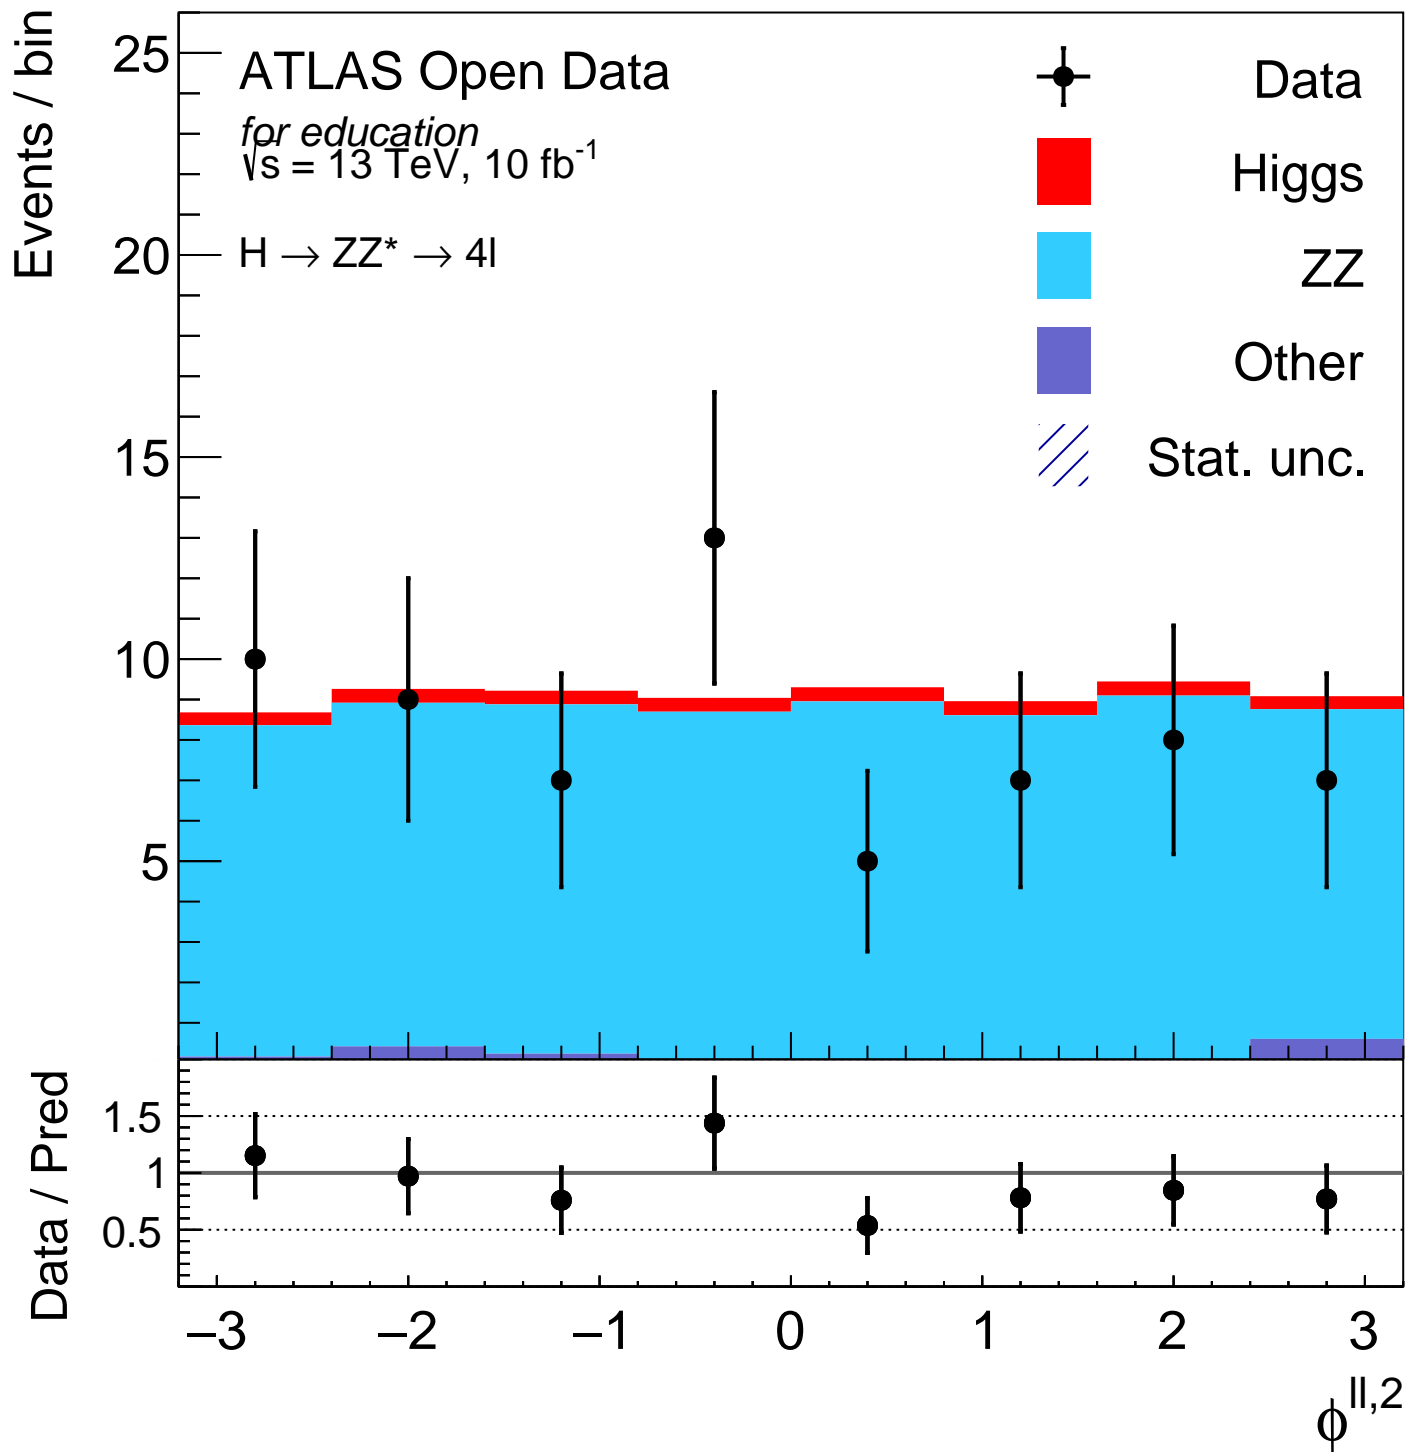 Events / bin
25
20
15
10
5
ATLAS Open Data
for education
√s = 13 TeV, 10 fb⁻¹
H → ZZ* → 4l
Data
Higgs
ZZ
Other
Stat. unc.
Data / Pred
1.5
1
0.5
–3 –2 –1 0 1 2 3
ϕ^ll,2